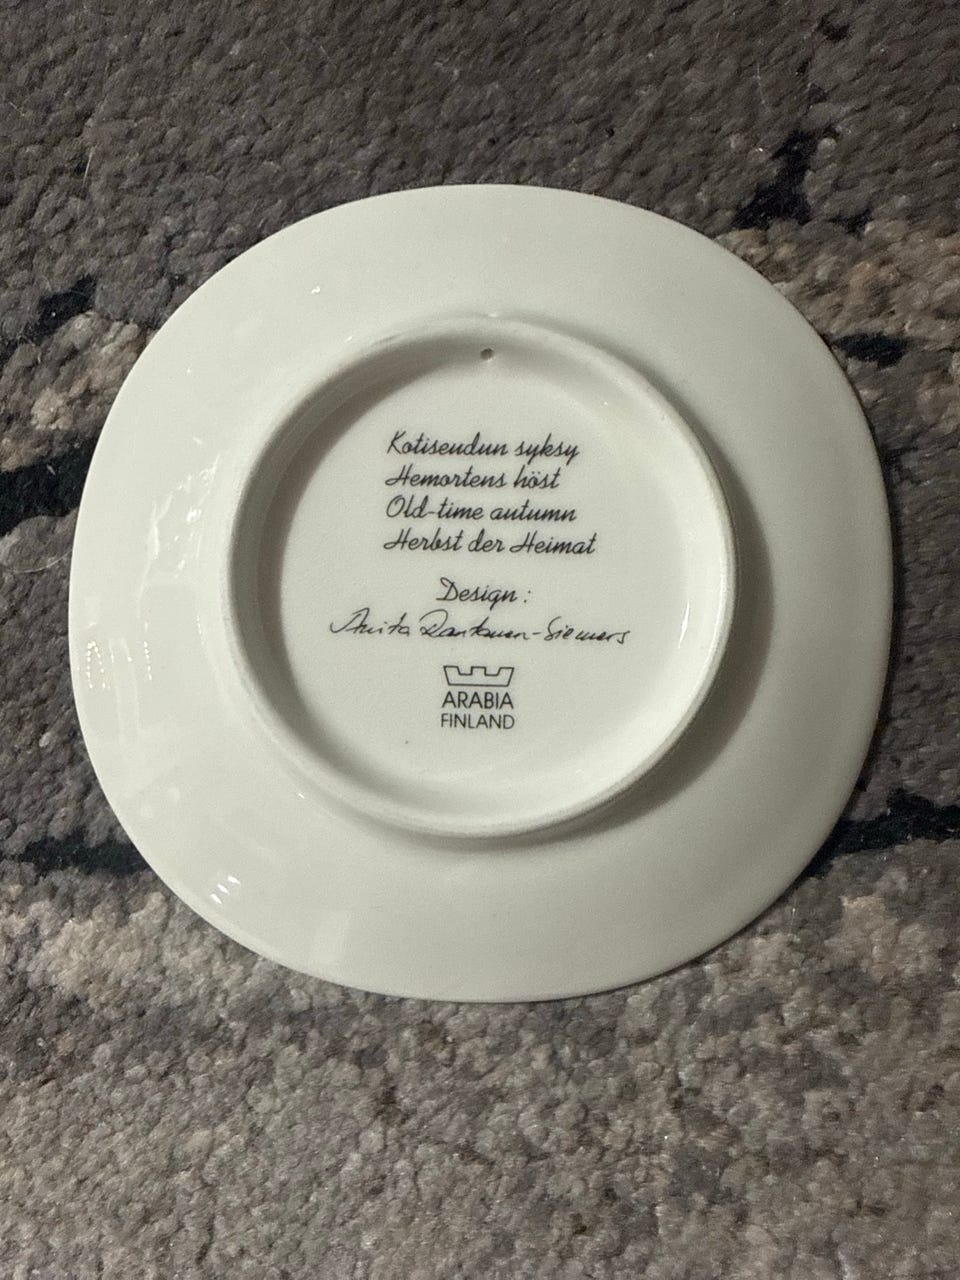 Kotiseudun syksy
Hemortens höst
Old-time autumn
Herbst der Heimat
Design:
Anita Rantanen-Siemers
ARABIA
FINLAND